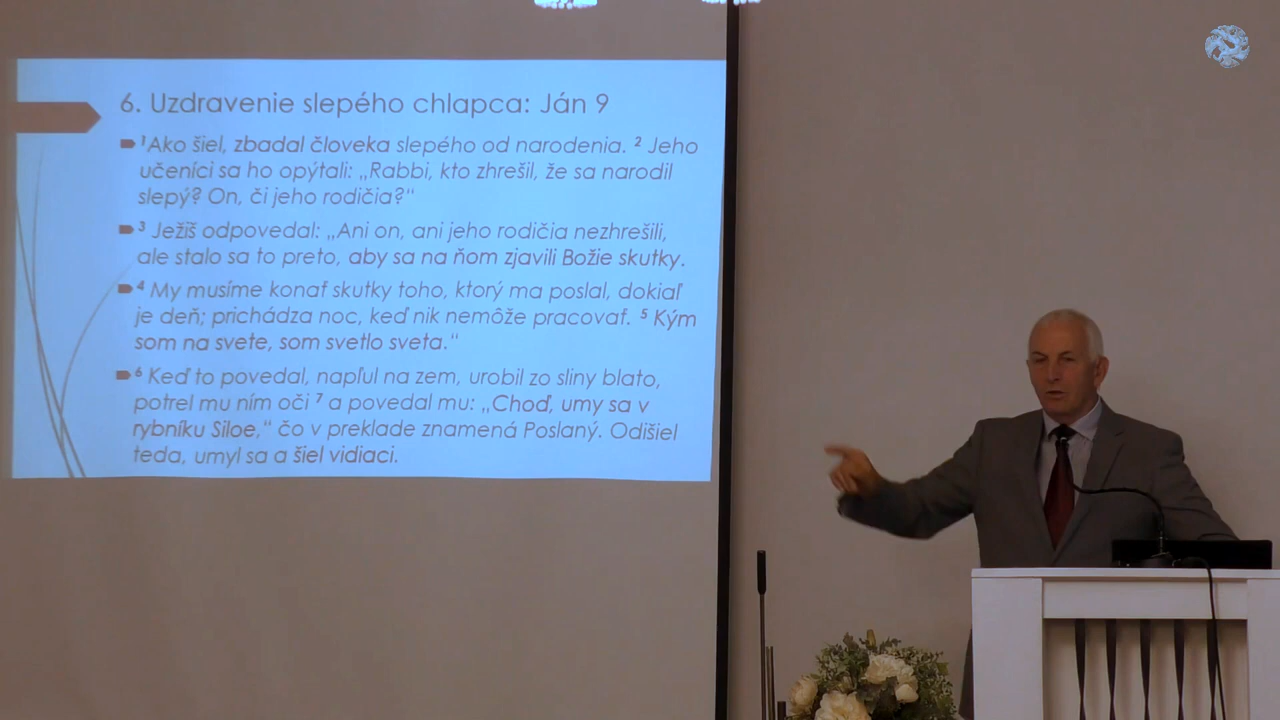 6. Uzdravenie slepého chlapca: Ján 9
¹Ako šiel, zbadal človeka slepého od narodenia. ² Jeho
učeníci sa ho opýtali: „Rabbi, kto zhrešil, že sa narodil
slepý? On, či jeho rodičia?“
³ Ježiš odpovedal: „Ani on, ani jeho rodičia nezhrešili,
ale stalo sa to preto, aby sa na ňom zjavili Božie skutky.
⁴ My musíme konať skutky toho, ktorý ma poslal, dokiaľ
je deň; prichádza noc, keď nik nemôže pracovať. ⁵ Kým
som na svete, som svetlo sveta.“
⁶ Keď to povedal, napľul na zem, urobil zo sliny blato,
potrel mu ním oči ⁷ a povedal mu: „Choď, umy sa v
rybníku Siloe,“ čo v preklade znamená Poslaný. Odišiel
teda, umyl sa a šiel vidiaci.